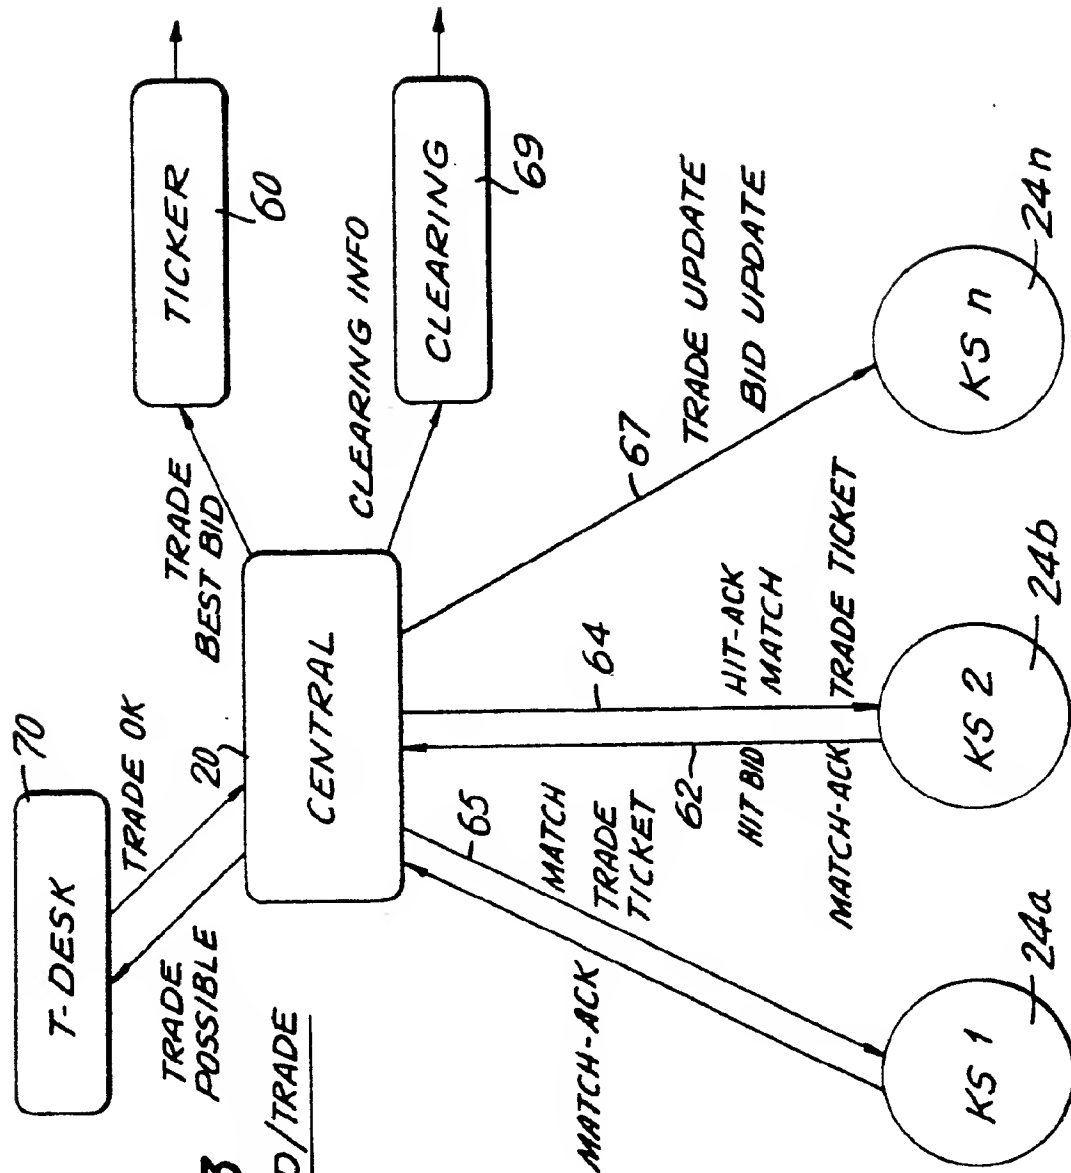 T-DESK
70
TRADE OK
TRADE
POSSIBLE
20
CENTRAL
TRADE
BEST BID
TICKER
60
CLEARING INFO
CLEARING
69
65
MATCH
TRADE
TICKET
MATCH-ACK
62
HIT BID
MATCH-ACK
64
HIT-ACK
MATCH
TRADE TICKET
67
TRADE UPDATE
BID UPDATE
KS 1
24a
KS 2
24b
KS n
24n
3
D/TRADE